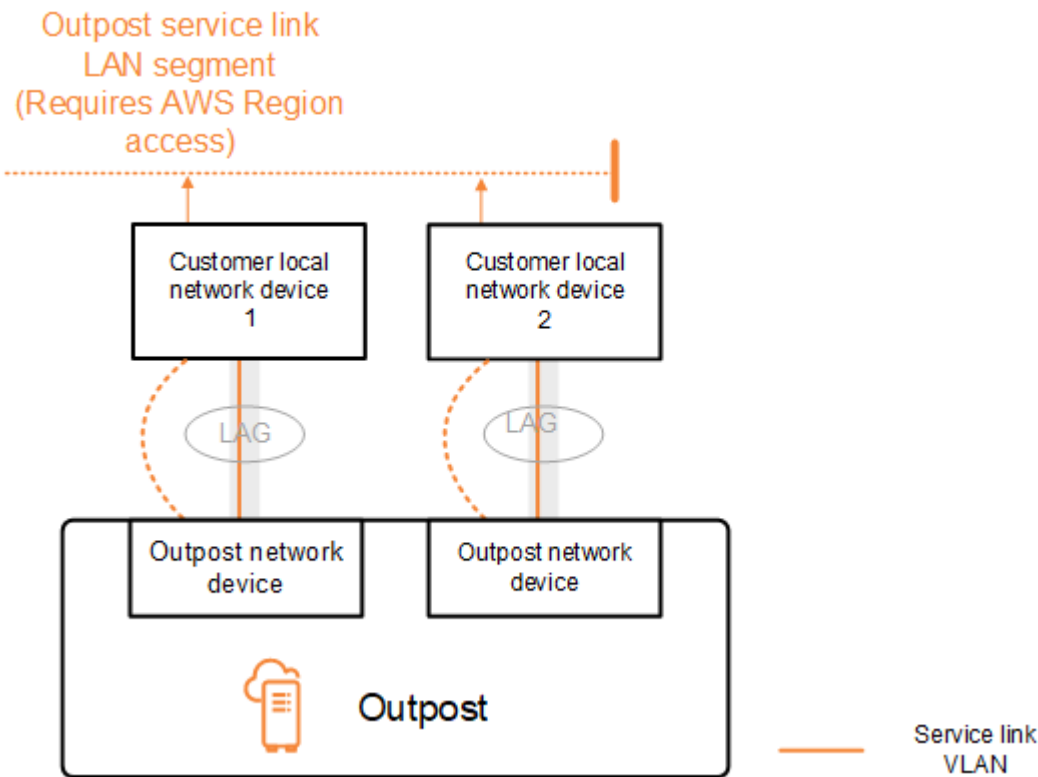 Outpost service link
LAN segment
(Requires AWS Region
access)
Customer local
network device
1
Customer local
network device
2
LAG
LAG
Outpost network
device
Outpost network
device
Outpost
Service link
VLAN